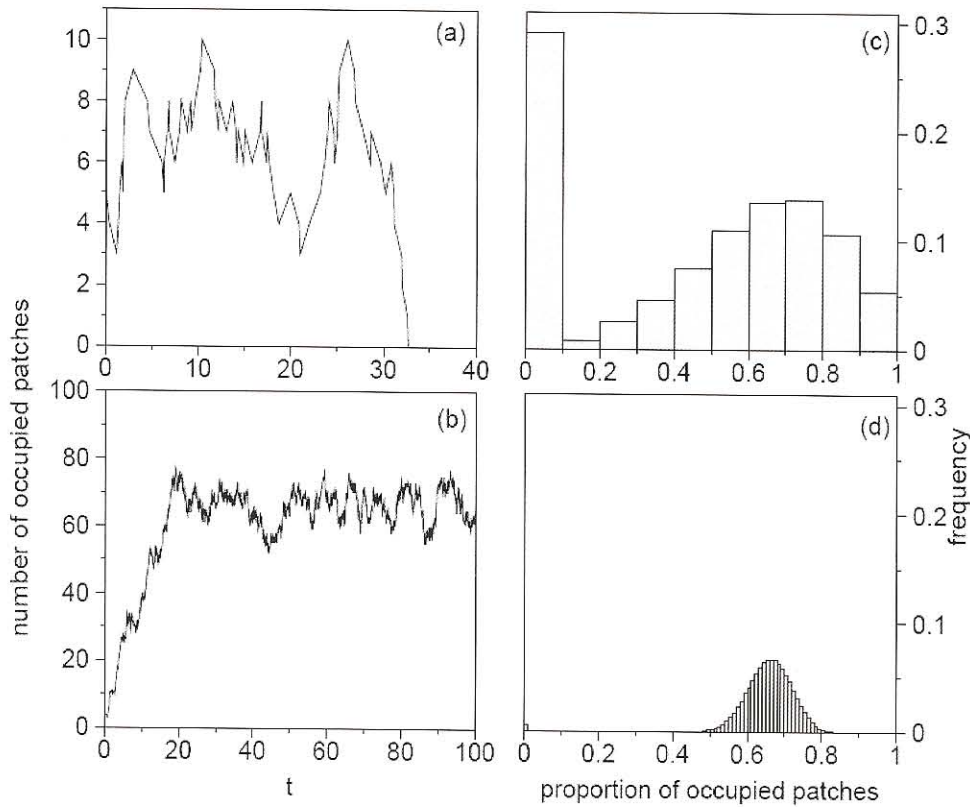 (a)
10
8
6
4
2
0
0 10 20 30 40
(c)
0.3
0.2
0.1
0
0 0.2 0.4 0.6 0.8 1
(b)
100
80
60
40
20
0
0 20 40 60 80 100
t
(d)
0.3
0.2
0.1
0
0 0.2 0.4 0.6 0.8 1
proportion of occupied patches
number of occupied patches
frequency